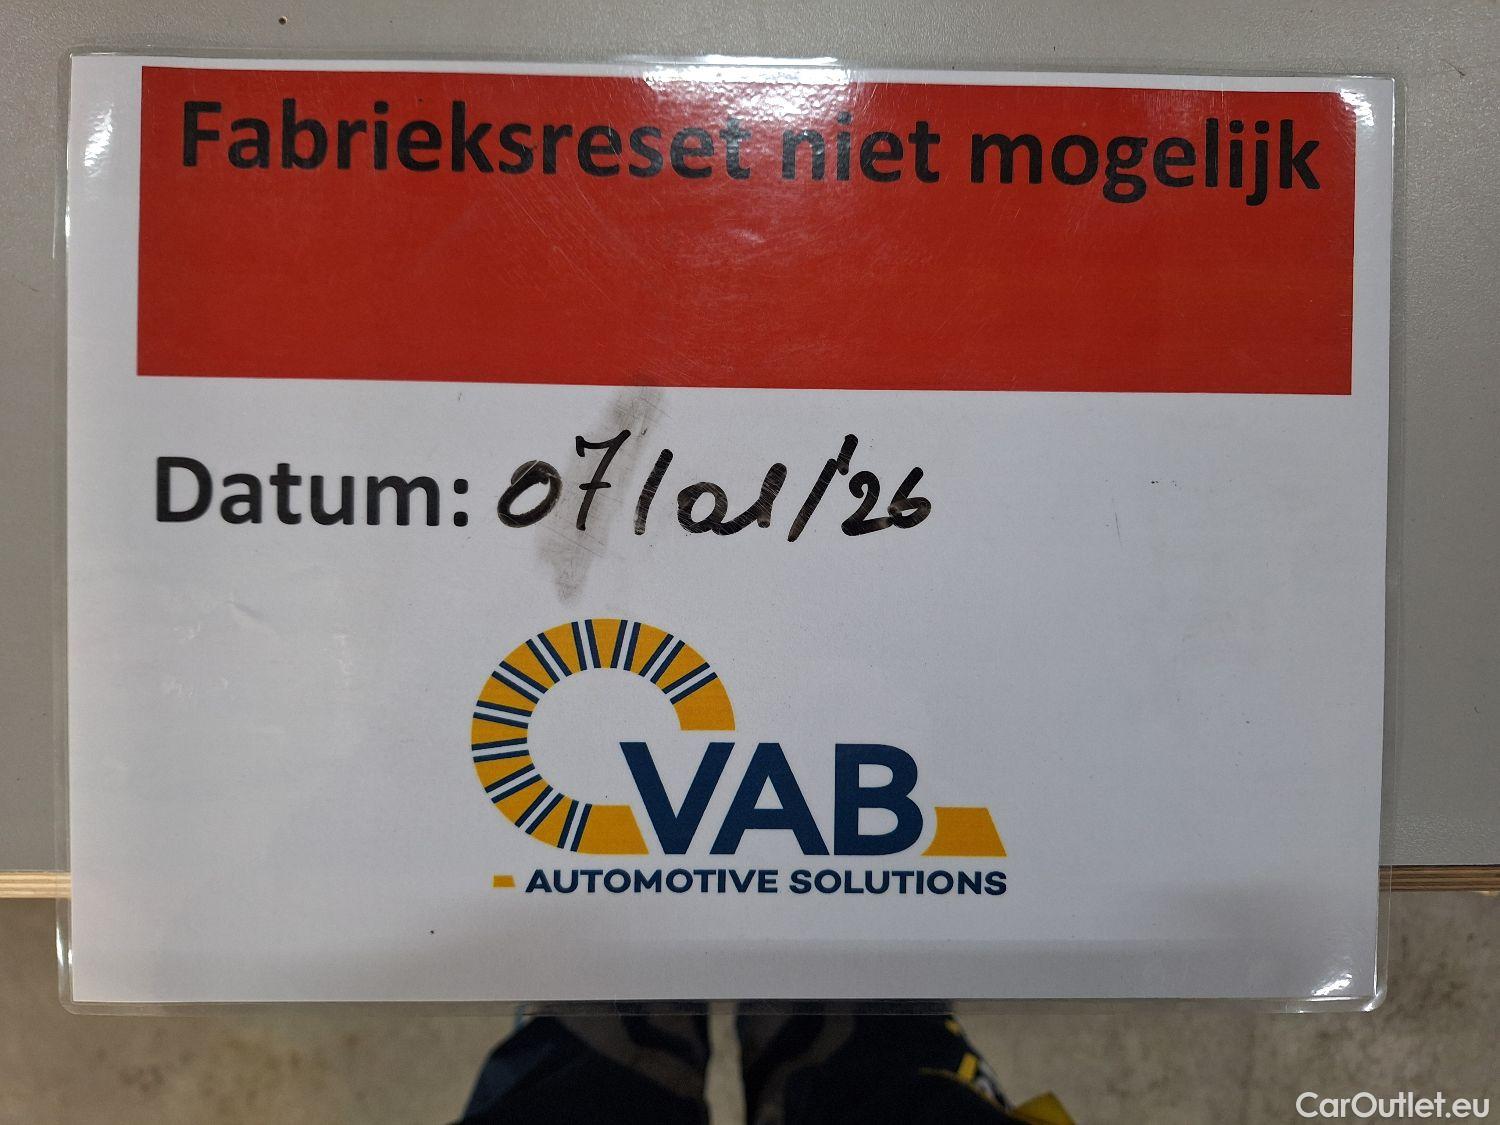 Fabrieksreset niet mogelijk
Datum: 07/01/'26
VAB
AUTOMOTIVE SOLUTIONS
CarOutlet.eu